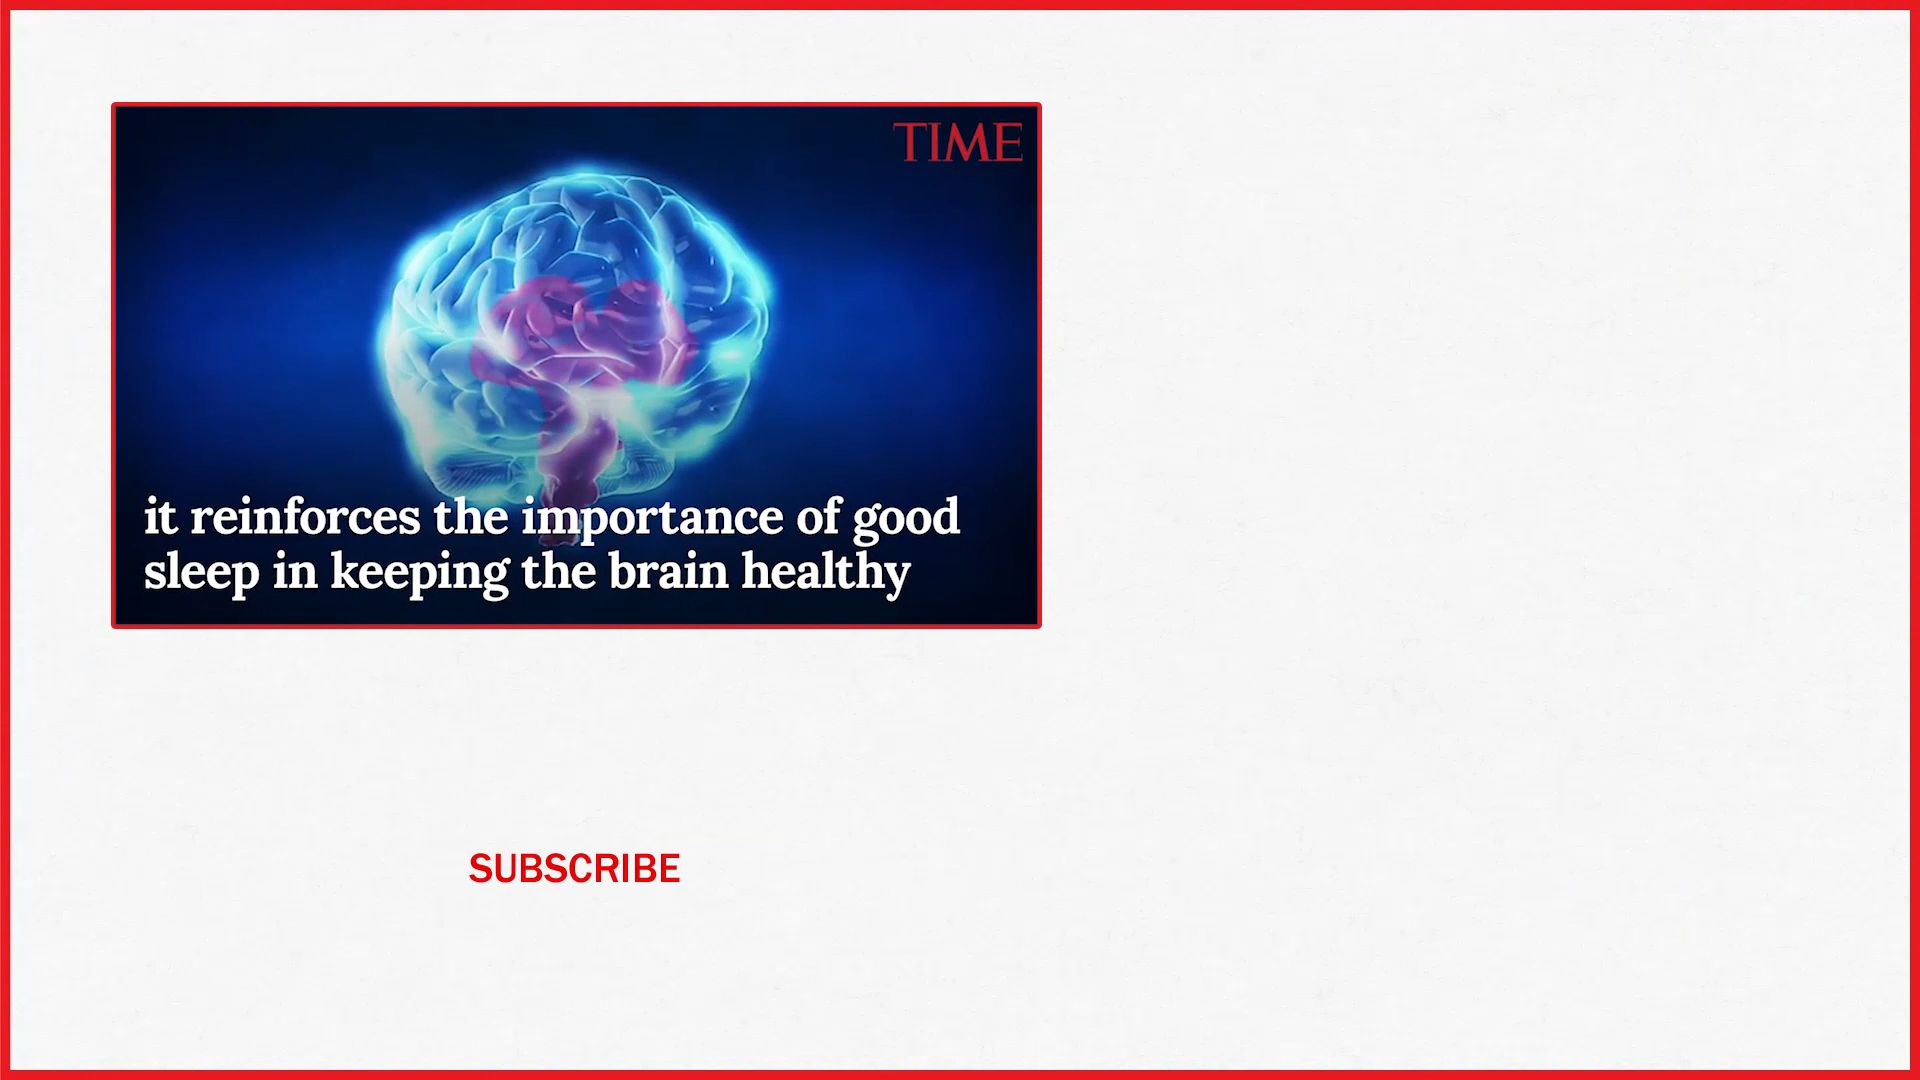 TIME
it reinforces the importance of good
sleep in keeping the brain healthy
SUBSCRIBE